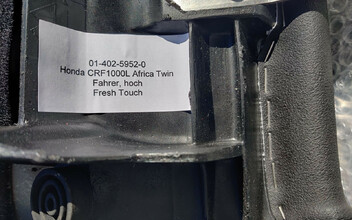 01-402-5952-0
Honda CRF1000L Africa Twin
Fahrer, hoch
Fresh Touch